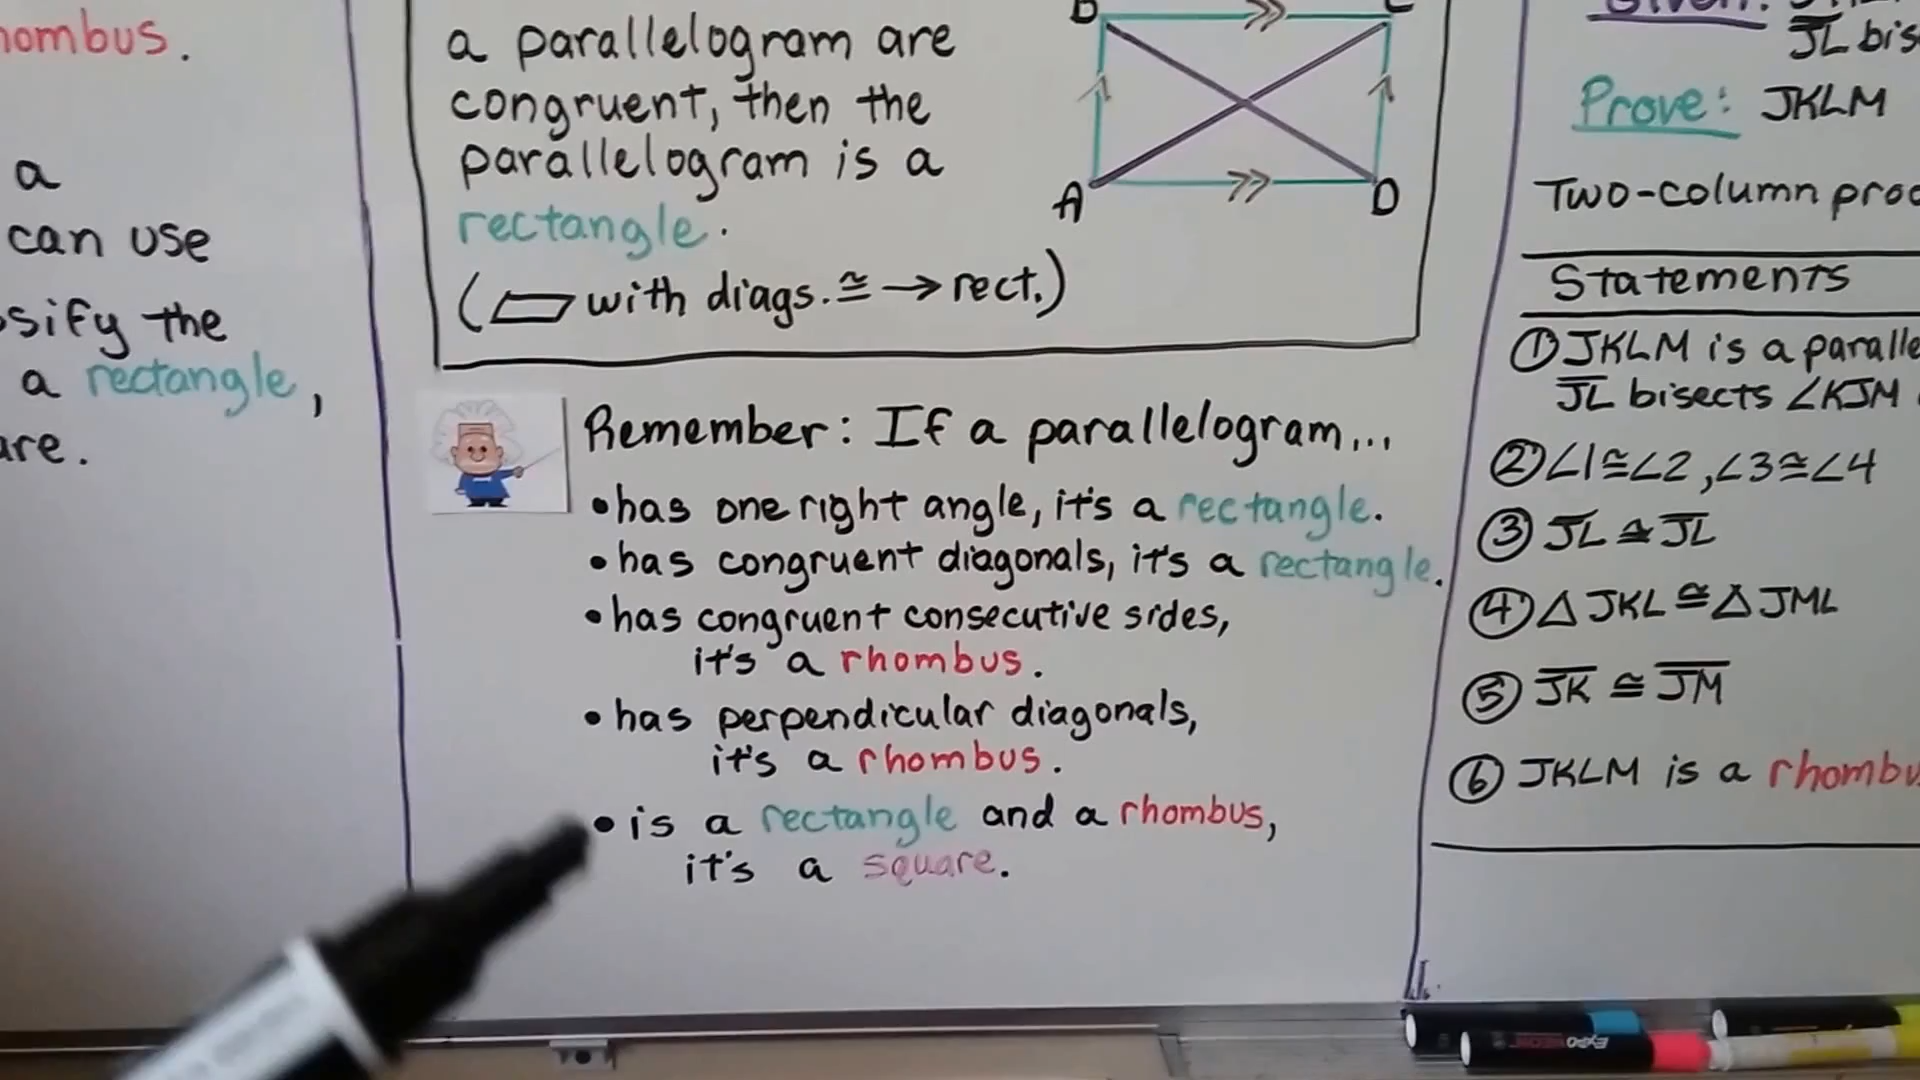 rhombus.
a
can use
the
a rectangle,
a parallelogram are
congruent, then the
parallelogram is a
rectangle.
(▱ with diags. ≅ → rect.)
B
A
D
Remember: If a parallelogram...
• has one right angle, it's a rectangle.
• has congruent diagonals, it's a rectangle.
• has congruent consecutive sides,
it's a rhombus.
• has perpendicular diagonals,
it's a rhombus.
• is a rectangle and a rhombus,
it's a square.
Given:
JL bis
Prove: JKLM
Two-column proo
Statements
① JKLM is a paralle
JL bisects ∠KJM
② ∠1≅∠2, ∠3≅∠4
③ JL ≅ JL
④ △JKL ≅ △JML
⑤ JK ≅ JM
⑥ JKLM is a rhombu
EXPO